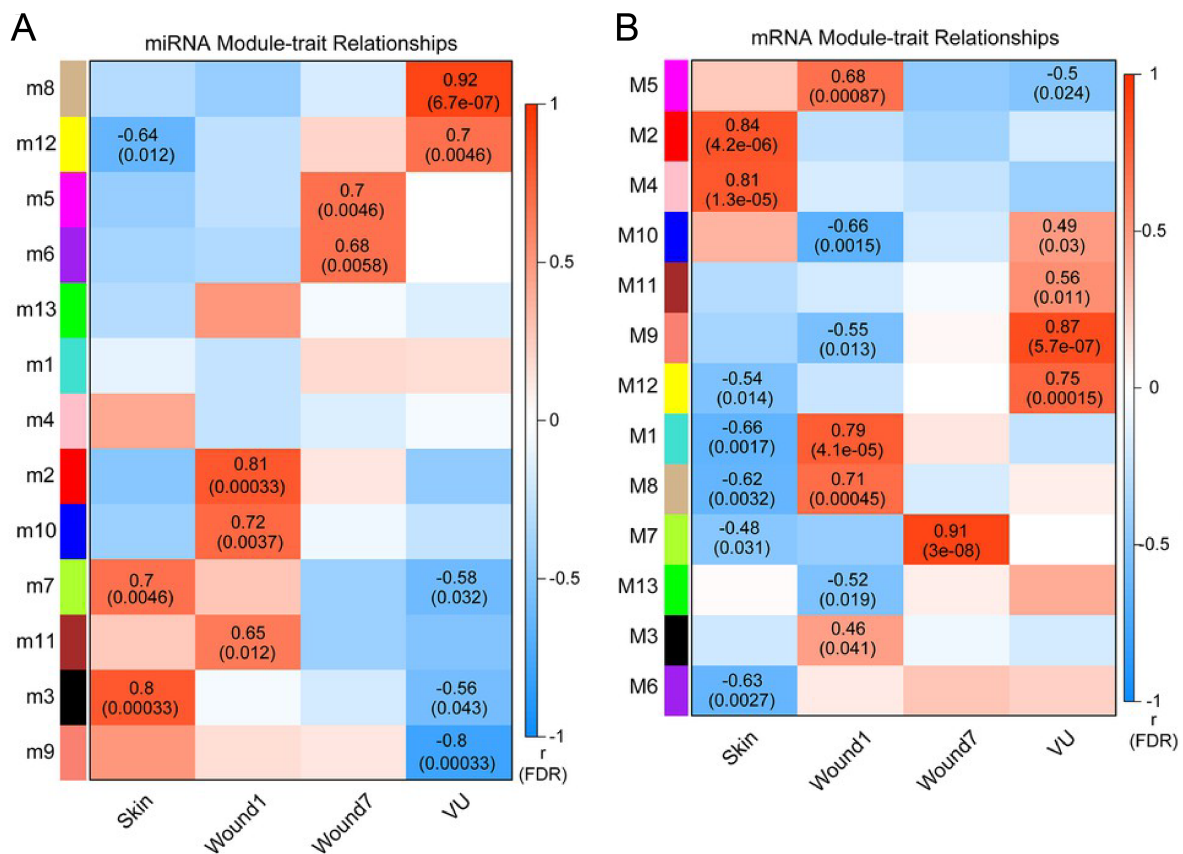 A
miRNA Module-trait Relationships
m8
0.92
(6.7e-07)
m12
-0.64
(0.012)
0.7
(0.0046)
m5
0.7
(0.0046)
m6
0.68
(0.0058)
m13
m1
m4
m2
0.81
(0.00033)
m10
0.72
(0.0037)
m7
0.7
(0.0046)
-0.58
(0.032)
m11
0.65
(0.012)
m3
0.8
(0.00033)
-0.56
(0.043)
m9
-0.8
(0.00033)
Skin
Wound1
Wound7
VU
1
0.5
0
-0.5
-1
r
(FDR)
B
mRNA Module-trait Relationships
M5
0.68
(0.00087)
-0.5
(0.024)
M2
0.84
(4.2e-06)
M4
0.81
(1.3e-05)
M10
-0.66
(0.0015)
0.49
(0.03)
M11
0.56
(0.011)
M9
-0.55
(0.013)
0.87
(5.7e-07)
M12
-0.54
(0.014)
0.75
(0.00015)
M1
-0.66
(0.0017)
0.79
(4.1e-05)
M8
-0.62
(0.0032)
0.71
(0.00045)
M7
-0.48
(0.031)
0.91
(3e-08)
M13
-0.52
(0.019)
M3
0.46
(0.041)
M6
-0.63
(0.0027)
Skin
Wound1
Wound7
VU
1
0.5
0
-0.5
-1
r
(FDR)